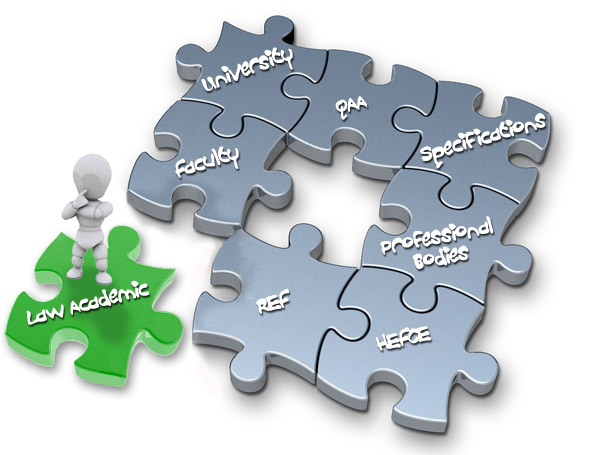 University
QAA
Specifications
Faculty
Professional
Bodies
Law Academic
REF
HEFCE